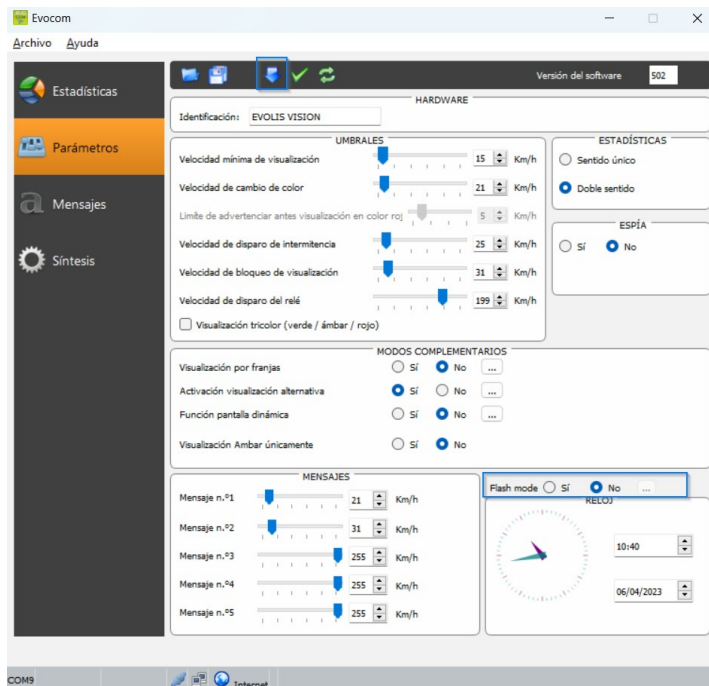 Evocom
Archivo Ayuda
Estadísticas
Parámetros
Mensajes
Síntesis
Versión del software 502
HARDWARE
Identificación: EVOLIS VISION
UMBRALES
Velocidad mínima de visualización 15 Km/h
Velocidad de cambio de color 21 Km/h
Limite de advertenciar antes visualización en color roj 5 Km/h
Velocidad de disparo de intermitencia 25 Km/h
Velocidad de bloqueo de visualización 31 Km/h
Velocidad de disparo del relé 199 Km/h
Visualización tricolor (verde / ámbar / rojo)
ESTADÍSTICAS
Sentido único
Doble sentido
ESPÍA
Sí No
MODOS COMPLEMENTARIOS
Visualización por franjas Sí No ...
Activación visualización alternativa Sí No ...
Función pantalla dinámica Sí No ...
Visualización Ambar únicamente Sí No
MENSAJES
Mensaje n.º1 21 Km/h
Mensaje n.º2 31 Km/h
Mensaje n.º3 255 Km/h
Mensaje n.º4 255 Km/h
Mensaje n.º5 255 Km/h
Flash mode Sí No ...
RELOJ
10:40
06/04/2023
COM9 Internet